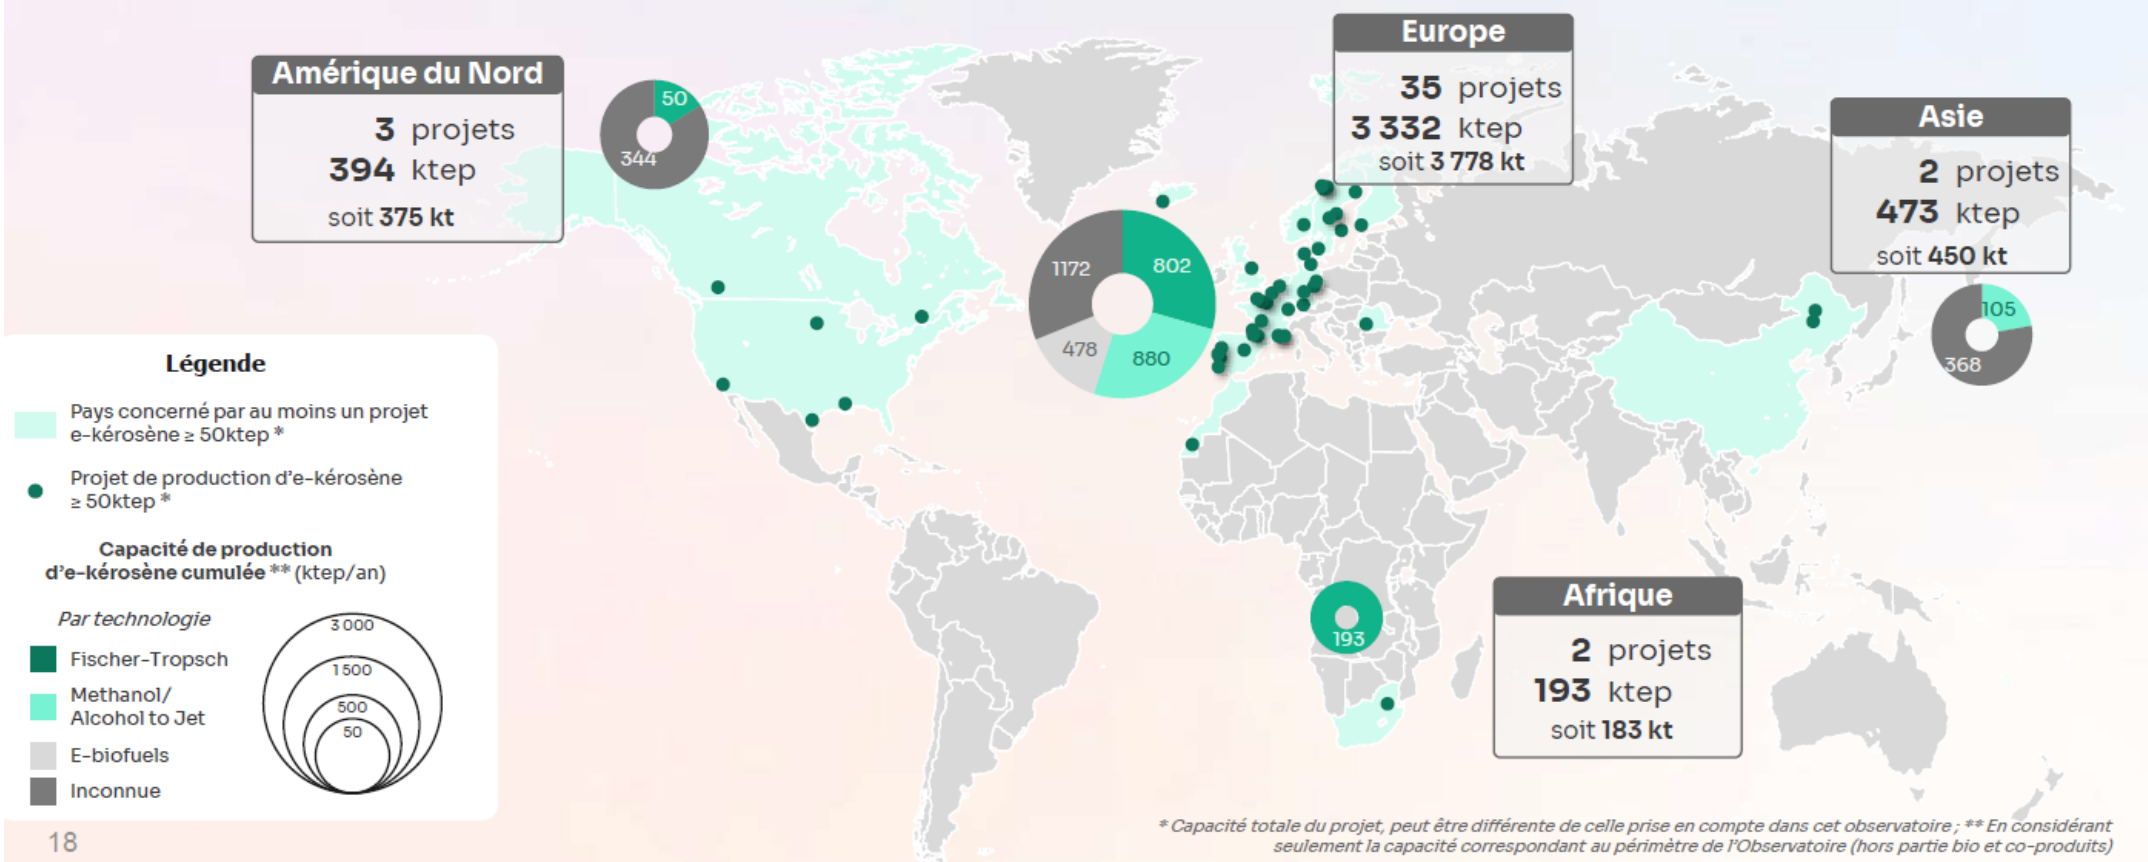 Amérique du Nord
3 projets
394 ktep
soit 375 kt
50
344
Europe
35 projets
3 332 ktep
soit 3 778 kt
1172
802
478
880
Asie
2 projets
473 ktep
soit 450 kt
105
368
Afrique
2 projets
193 ktep
soit 183 kt
193
Légende
Pays concerné par au moins un projet
e-kérosène ≥ 50ktep *
Projet de production d’e-kérosène
≥ 50ktep *
Capacité de production
d’e-kérosène cumulée ** (ktep/an)
Par technologie
Fischer-Tropsch
Methanol/
Alcohol to Jet
E-biofuels
Inconnue
3 000
1 500
500
50
18
* Capacité totale du projet, peut être différente de celle prise en compte dans cet observatoire ; ** En considérant
seulement la capacité correspondant au périmètre de l’Observatoire (hors partie bio et co-produits)